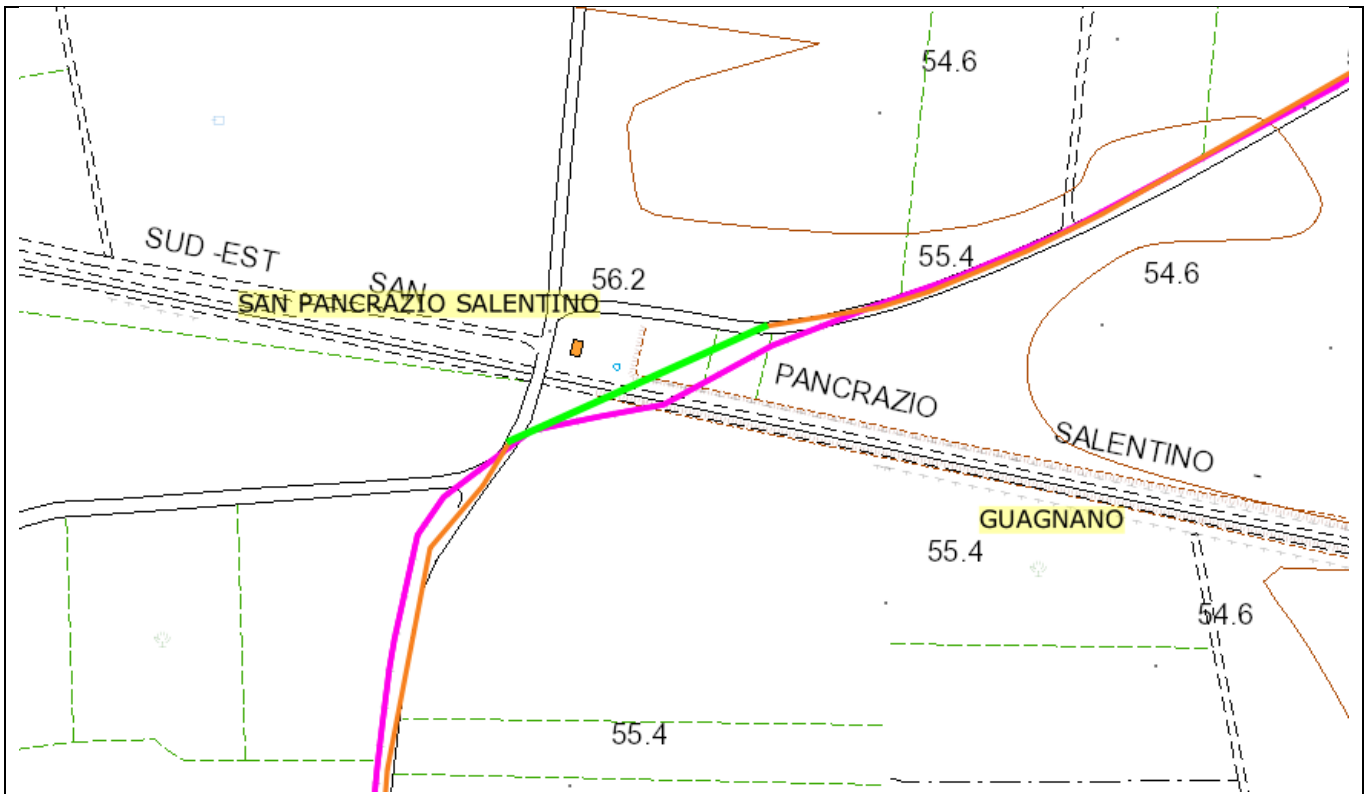 54.6
SUD -EST
SAN
55.4
54.6
56.2
SAN PANCRAZIO SALENTINO
PANCRAZIO
SALENTINO
GUAGNANO
55.4
54.6
55.4